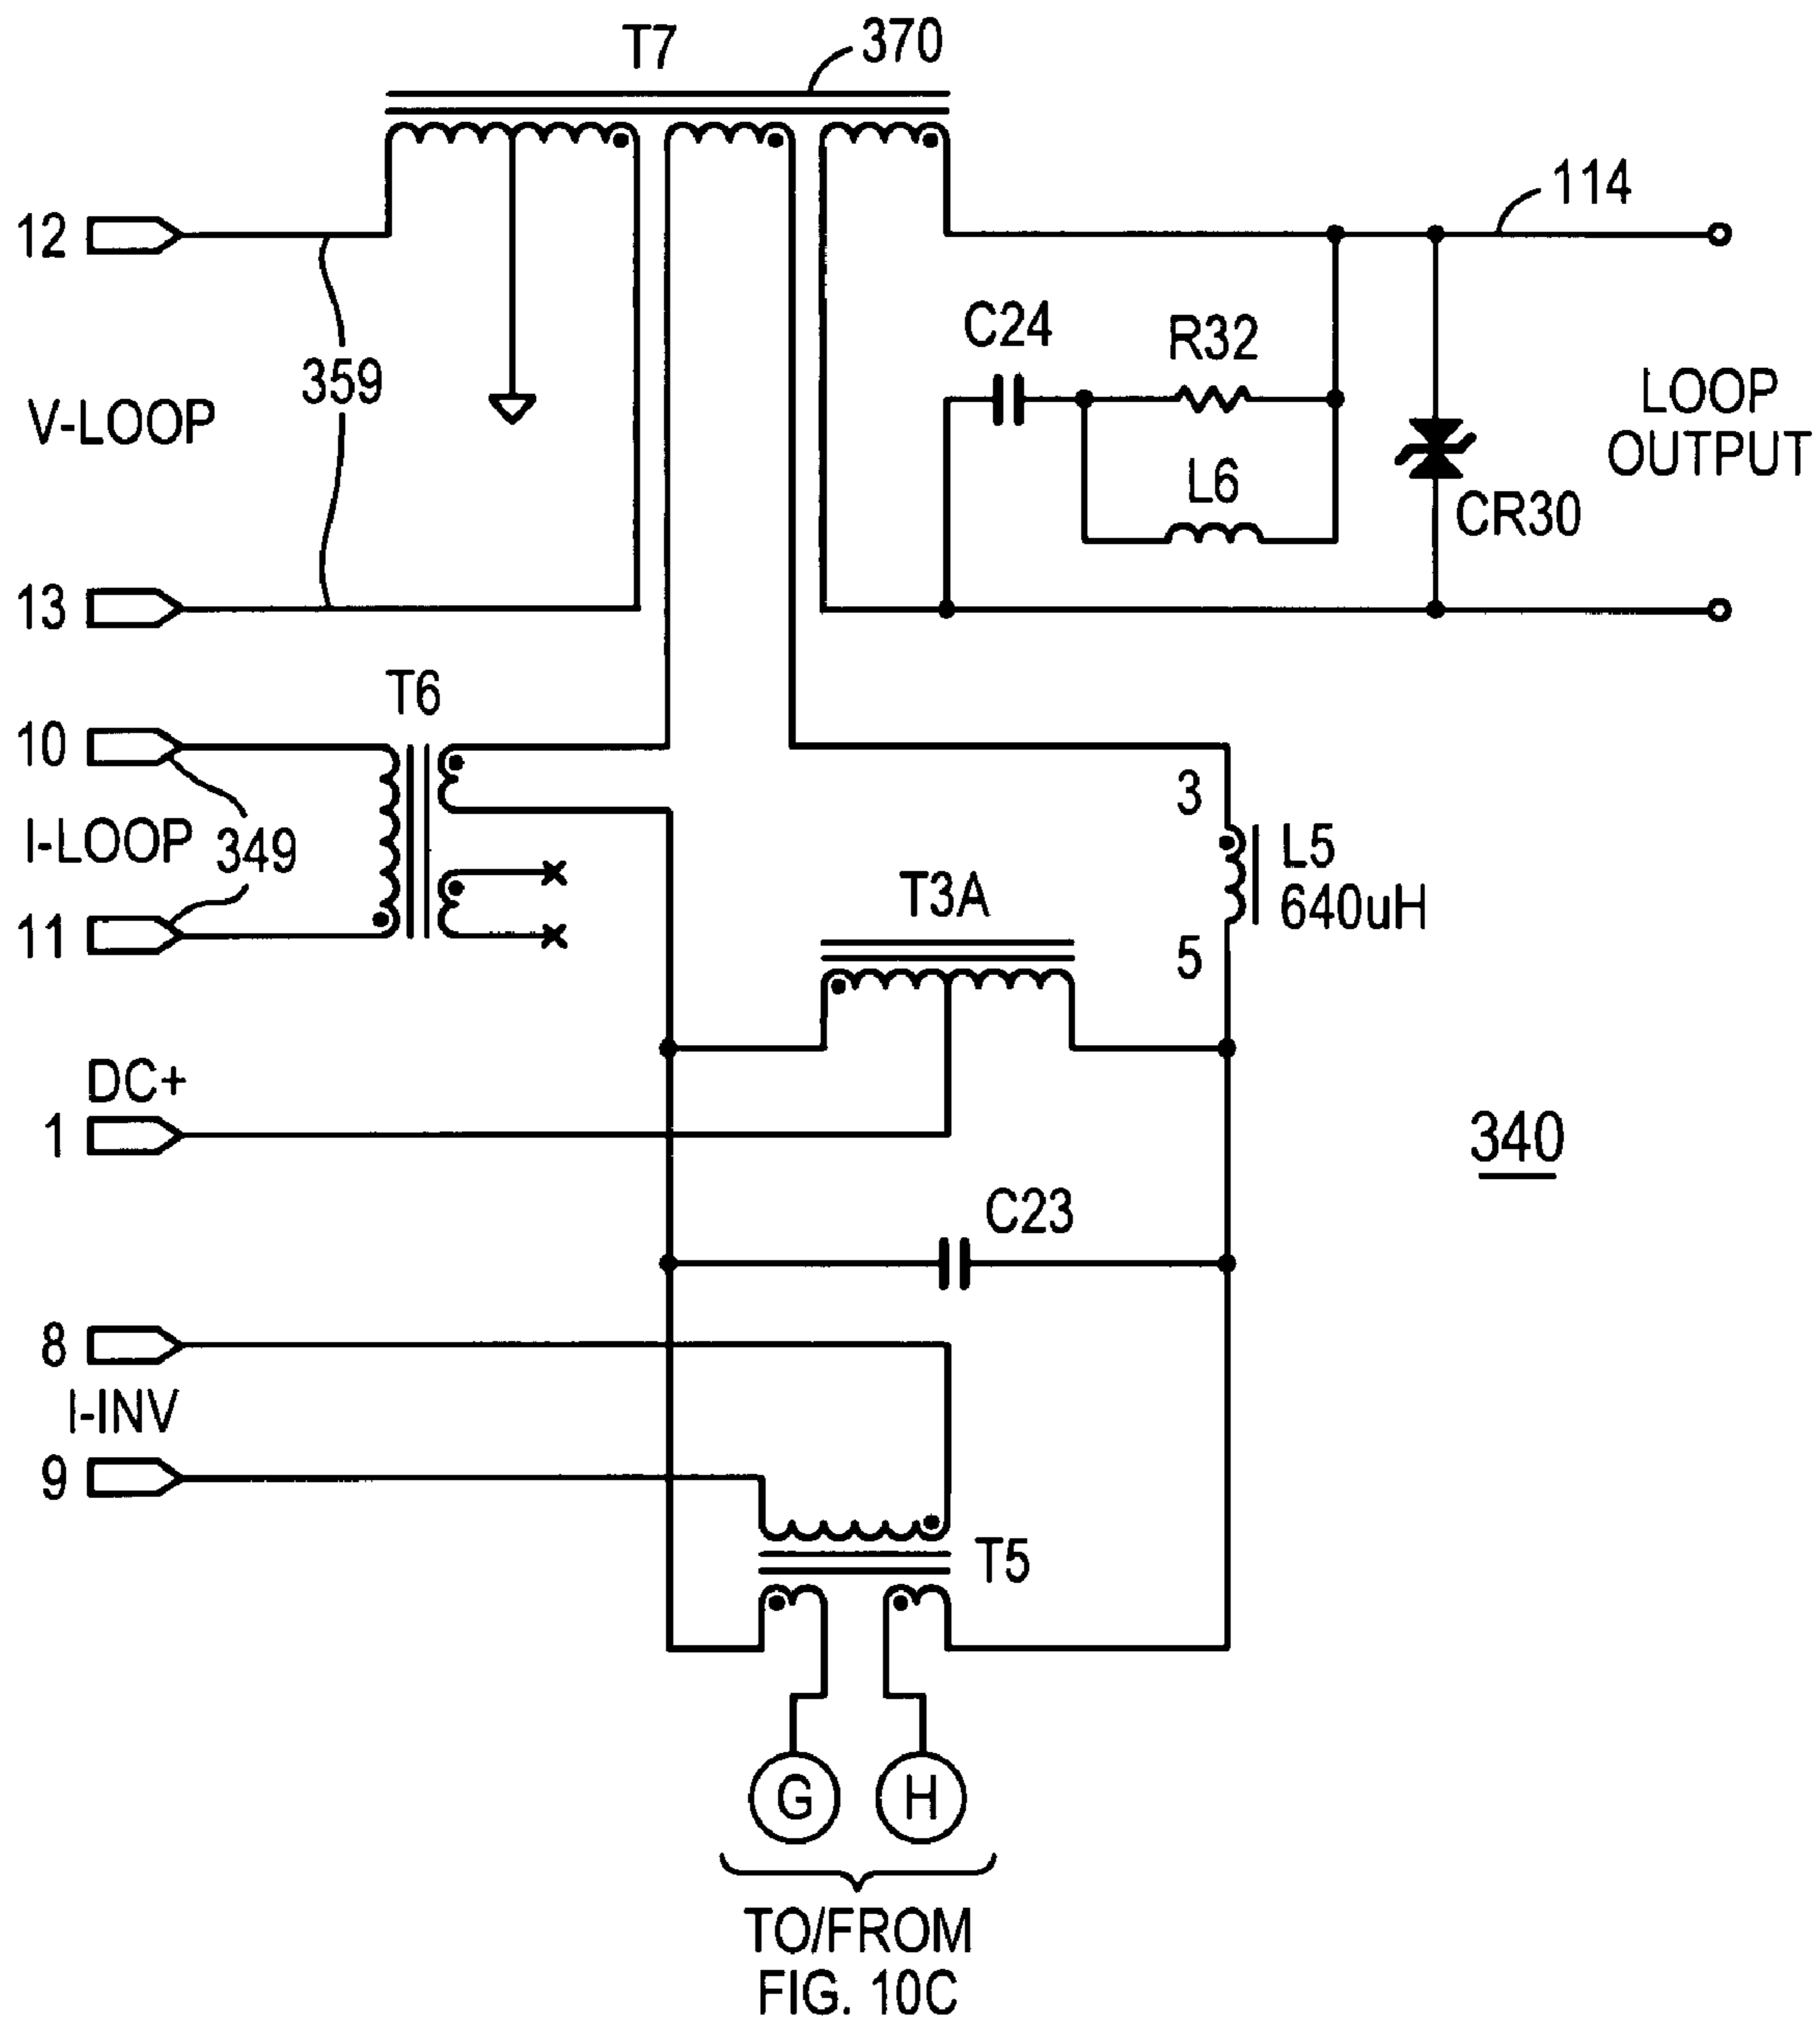 T7
370
12
114
C24
R32
359
V-LOOP
LOOP
OUTPUT
L6
CR30
13
T6
10
3
I-LOOP
349
L5
640uH
T3A
11
5
DC+
1
340
C23
8
I-INV
9
T5
G
H
TO/FROM
FIG. 10C